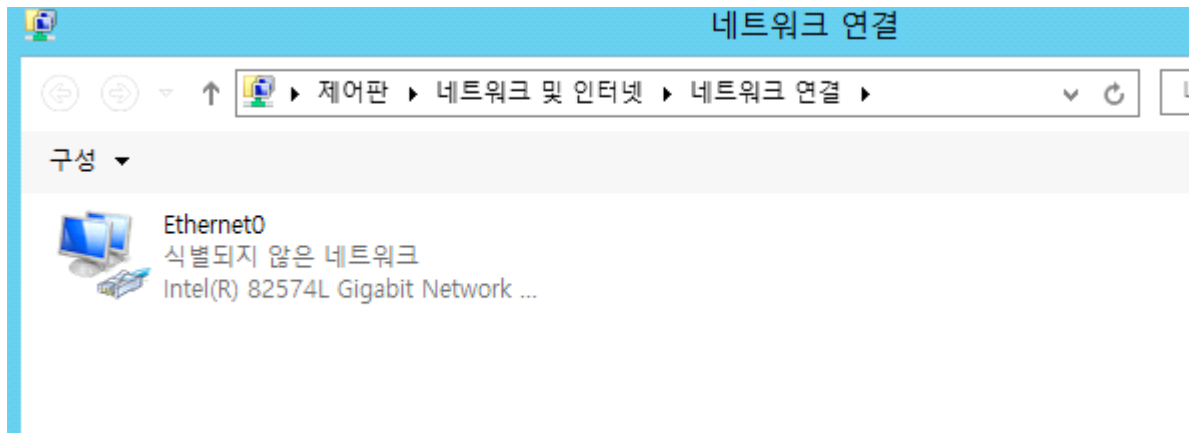 네트워크 연결
제어판 네트워크 및 인터넷 네트워크 연결
구성
Ethernet0
식별되지 않은 네트워크
Intel(R) 82574L Gigabit Network ...